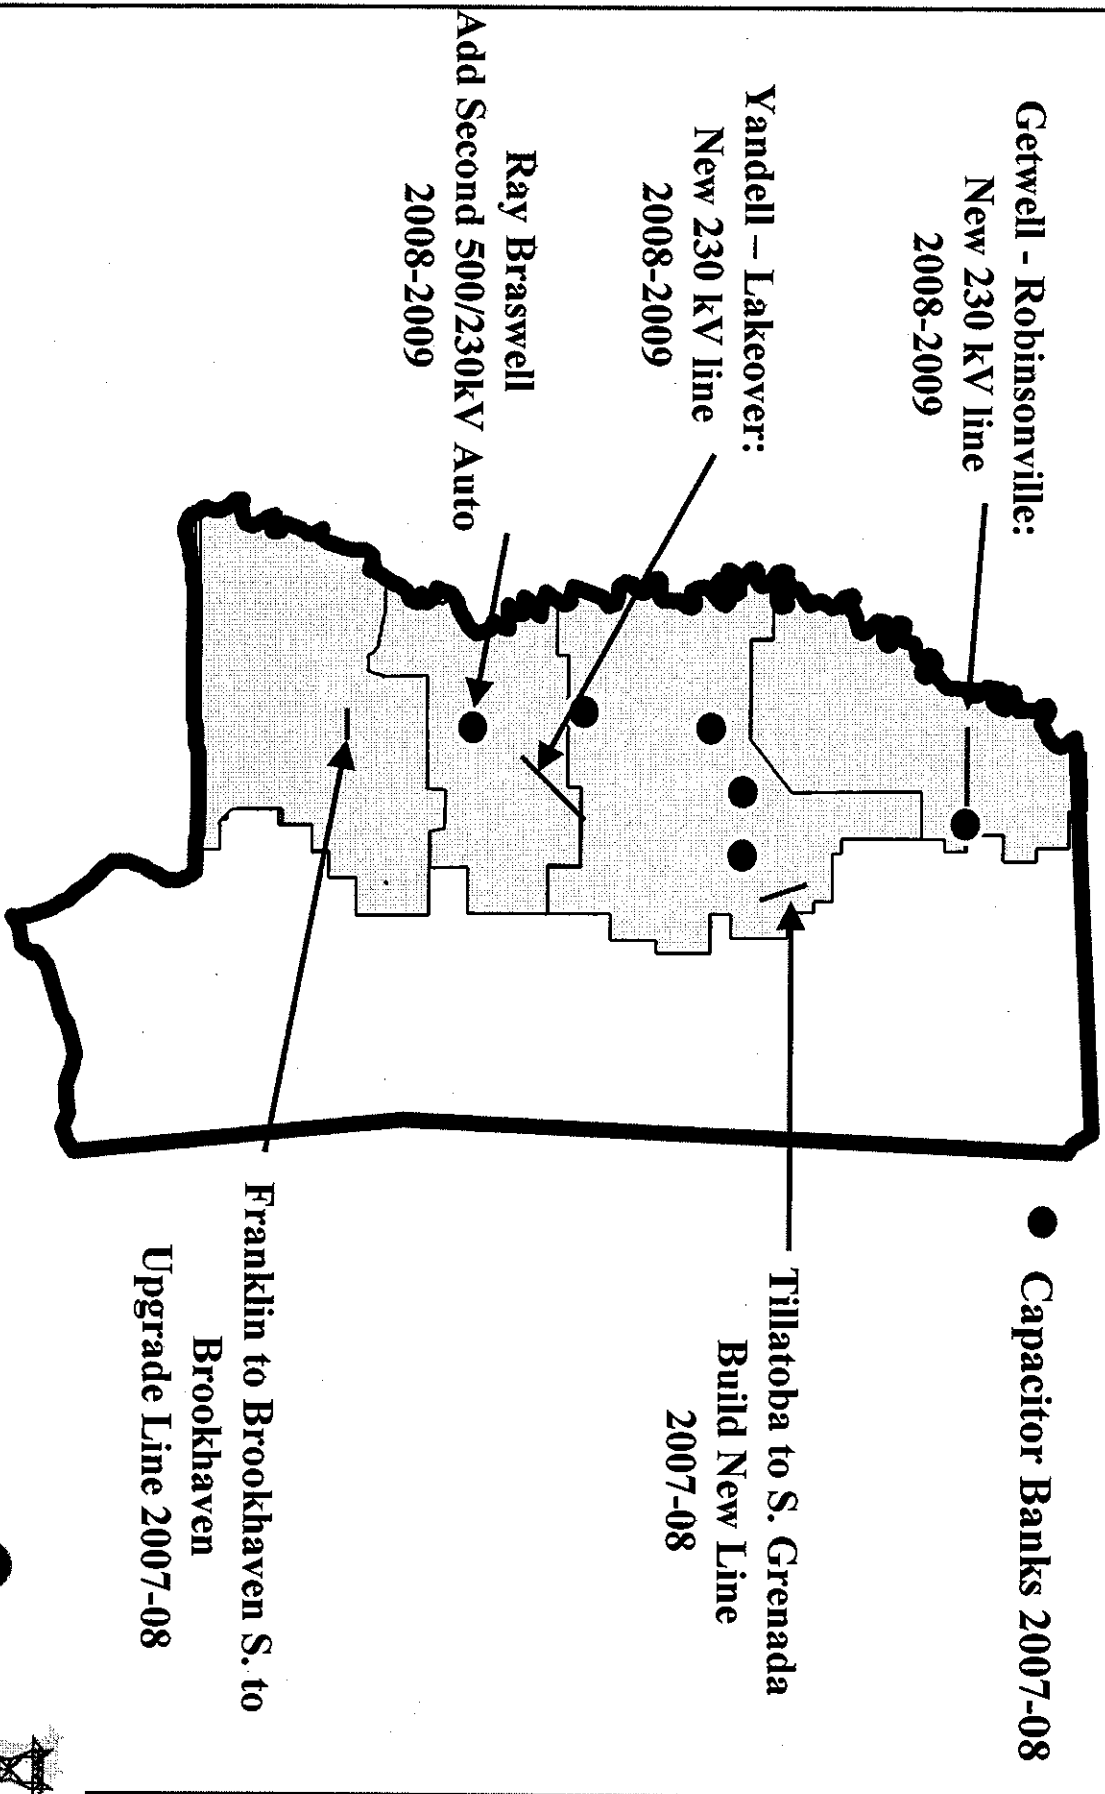 Getwell - Robinsonville:
New 230 kV line
2008-2009
Yandell – Lakeover:
New 230 kV line
2008-2009
Ray Braswell
Add Second 500/230kV Auto
2008-2009
Capacitor Banks 2007-08
Tillatoba to S. Grenada
Build New Line
2007-08
Franklin to Brookhaven S. to
Brookhaven
Upgrade Line 2007-08